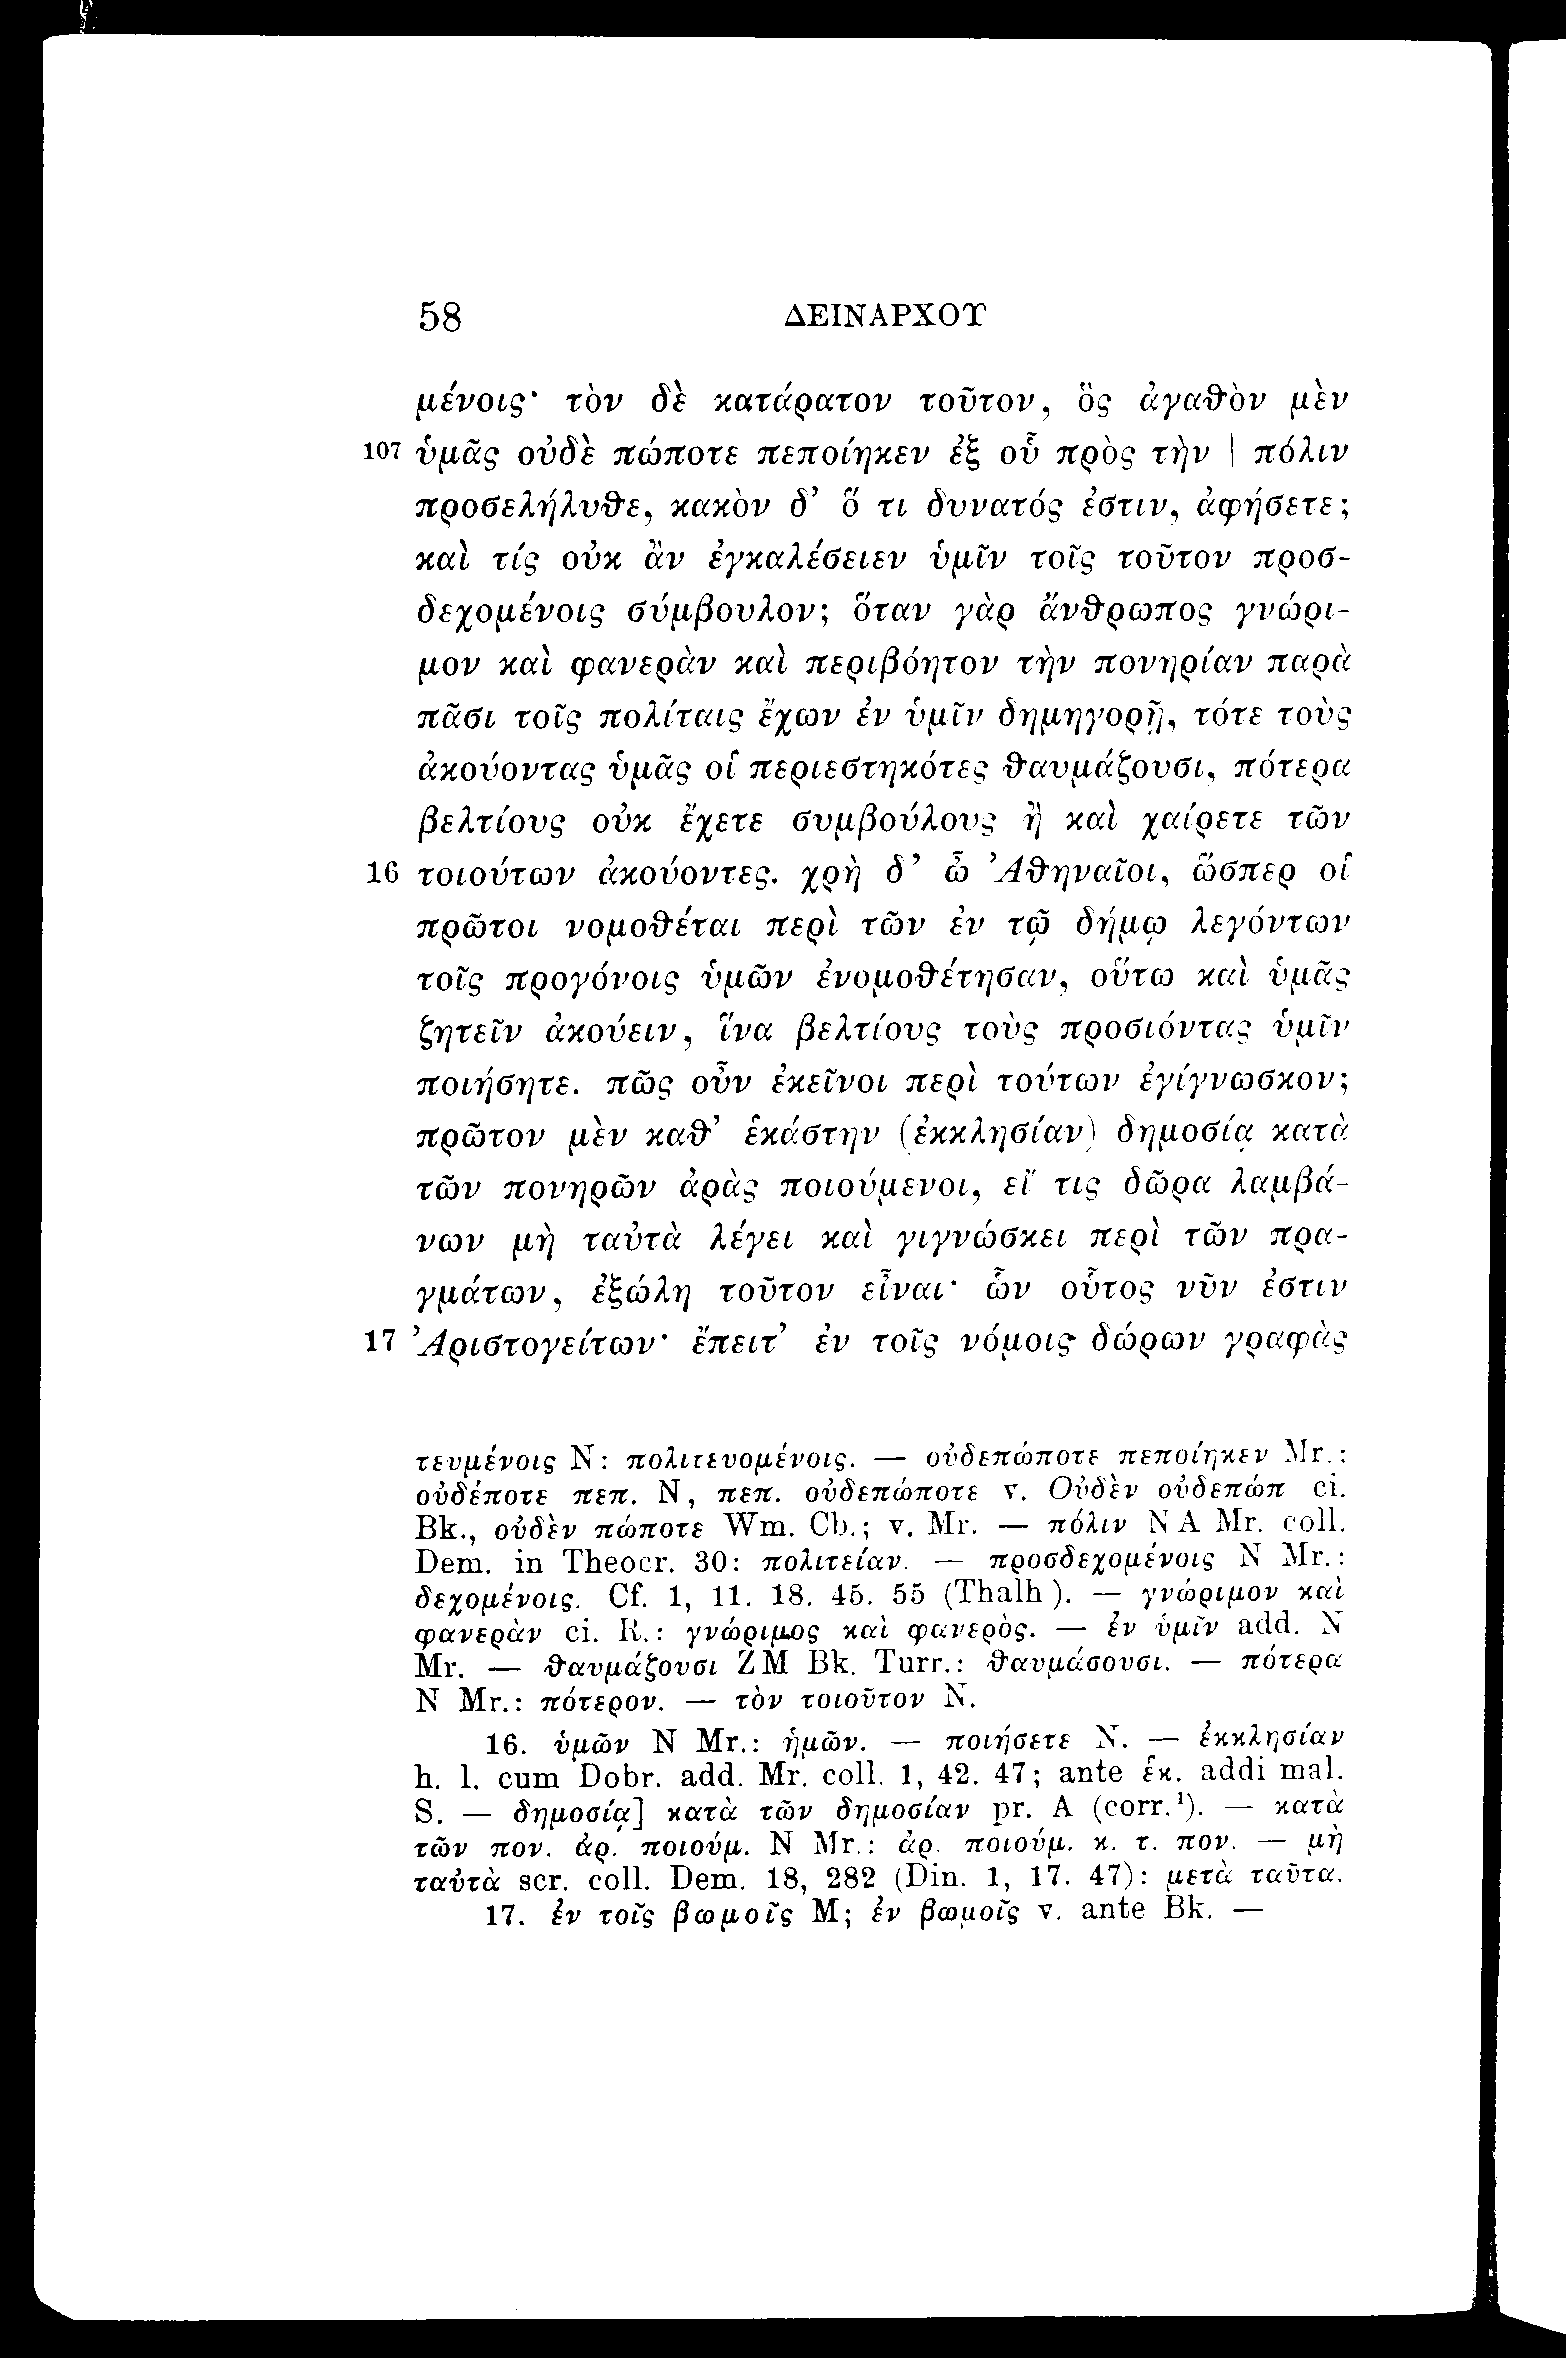 58 ΔΕΙΝΑΡΧΟΥ
μένοις· τὸν δὲ κατάρατον τοῦτον, ὃς ἀγαθὸν μὲν
107 ὑμᾶς οὐδὲ πώποτε πεποίηκεν ἐξ οὗ πρὸς τὴν | πόλιν
προσελήλυθε, κακὸν δ’ ὅ τι δυνατός ἐστιν, ἀφήσετε;
καὶ τίς οὐκ ἂν ἐγκαλέσειεν ὑμῖν τοῖς τοῦτον προσ-
δεχομένοις σύμβουλον; ὅταν γὰρ ἄνθρωπος γνώρι-
μον καὶ φανερὰν καὶ περιβόητον τὴν πονηρίαν παρὰ
πᾶσι τοῖς πολίταις ἔχων ἐν ὑμῖν δημηγορῇ, τότε τοὺς
ἀκούοντας ὑμᾶς οἱ περιεστηκότες θαυμάζουσι, πότερα
βελτίους οὐκ ἔχετε συμβούλους ἢ καὶ χαίρετε τῶν
16 τοιούτων ἀκούοντες. χρὴ δ’ ὦ Ἀθηναῖοι, ὥσπερ οἱ
πρῶτοι νομοθέται περὶ τῶν ἐν τῷ δήμῳ λεγόντων
τοῖς προγόνοις ὑμῶν ἐνομοθέτησαν, οὕτω καὶ ὑμᾶς
ζητεῖν ἀκούειν, ἵνα βελτίους τοὺς προσιόντας ὑμῖν
ποιήσητε. πῶς οὖν ἐκεῖνοι περὶ τούτων ἐγίγνωσκον;
πρῶτον μὲν καθ’ ἑκάστην (ἐκκλησίαν) δημοσίᾳ κατὰ
τῶν πονηρῶν ἀρὰς ποιούμενοι, εἴ τις δῶρα λαμβά-
νων μὴ ταὐτὰ λέγει καὶ γιγνώσκει περὶ τῶν πρα-
γμάτων, ἐξώλη τοῦτον εἶναι· ὧν οὗτος νῦν ἐστιν
17 Ἀριστογείτων· ἔπειτ’ ἐν τοῖς νόμοις δώρων γραφὰς
τευμένοις N: πολιτευομένοις. — οὐδεπώποτε πεποίηκεν Mr.:
οὐδέποτε πεπ. N, πεπ. οὐδεπώποτε v. Οὐδὲν οὐδεπώπ ci.
Bk., οὐδὲν πώποτε Wm. Cb.; v. Mr. — πόλιν N A Mr. coll.
Dem. in Theocr. 30: πολιτείαν. — προσδεχομένοις N Mr.:
δεχομένοις. Cf. 1, 11. 18. 45. 55 (Thalh). — γνώριμον καὶ
φανερὰν ci. R.: γνώριμος καὶ φανερὸς. — ἐν ὑμῖν add. N
Mr. — θαυμάζουσι ZM Bk. Turr.: θαυμάσουσι. — πότερα
N Mr.: πότερον. — τὸν τοιοῦτον N.
16. ὑμῶν N Mr.: ἡμῶν. — ποιήσετε N. — ἐκκλησίαν
h. l. cum Dobr. add. Mr. coll. 1, 42. 47; ante ἑκ. addi mal.
S. — δημοσίᾳ] κατὰ τῶν δημοσίαν pr. A (corr.¹). — κατὰ
τῶν πον. ἀρ. ποιούμ. N Mr.: ἀρ. ποιούμ. κ. τ. πον. — μὴ
ταὐτὰ scr. coll. Dem. 18, 282 (Din. 1, 17. 47): μετὰ ταῦτα.
17. ἐν τοῖς βωμοῖς M; ἐν βωμοῖς v. ante Bk. —